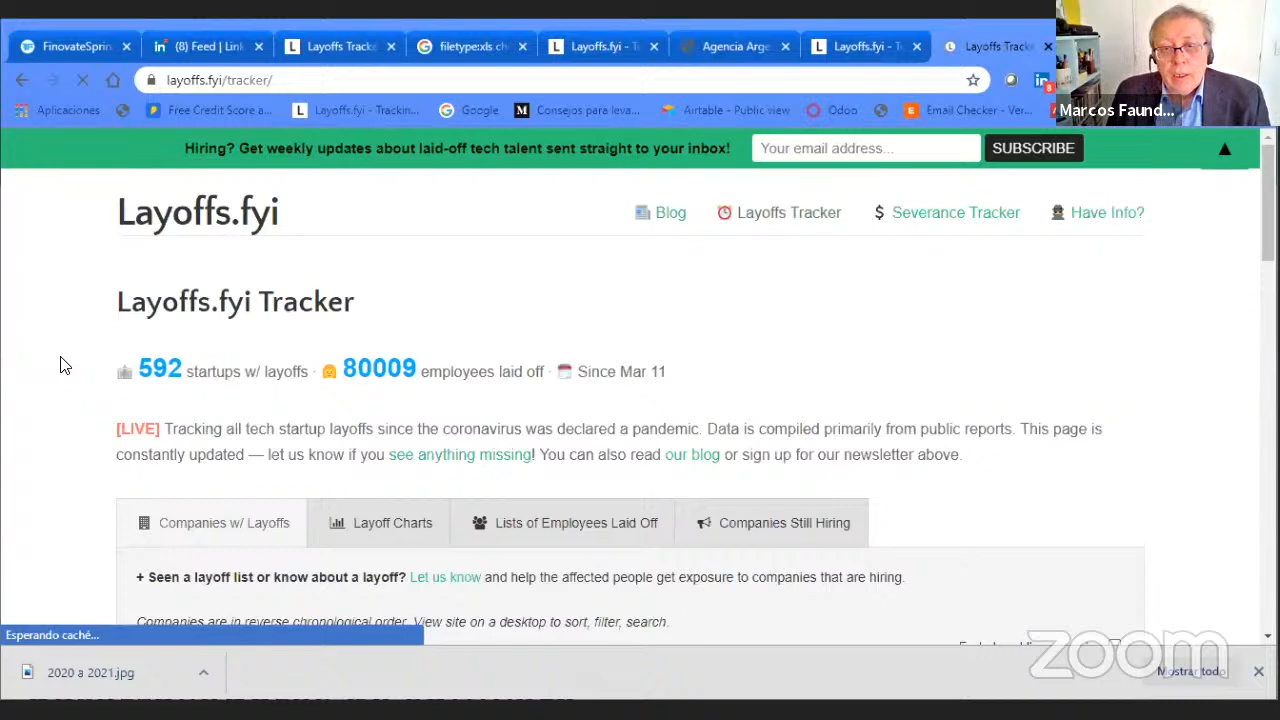 FinovateSprin
(8) Feed | Link
Layoffs Tracke
filetype:xls ch
Layoffs.fyi - T
Agencia Arge
Layoffs.fyi - T
Layoffs Track
layoffs.fyi/tracker/
Aplicaciones
Free Credit Score a...
Layoffs.fyi - Trackin...
Google
Consejos para leva...
Airtable - Public view
Odoo
Email Checker - Ver...
Marcos Faund...
Hiring? Get weekly updates about laid-off tech talent sent straight to your inbox!
Your email address...
SUBSCRIBE
Layoffs.fyi
Blog
Layoffs Tracker
$ Severance Tracker
Have Info?
Layoffs.fyi Tracker
592 startups w/ layoffs · 80009 employees laid off · Since Mar 11
[LIVE] Tracking all tech startup layoffs since the coronavirus was declared a pandemic. Data is compiled primarily from public reports. This page is
constantly updated — let us know if you see anything missing! You can also read our blog or sign up for our newsletter above.
Companies w/ Layoffs
Layoff Charts
Lists of Employees Laid Off
Companies Still Hiring
+ Seen a layoff list or know about a layoff? Let us know and help the affected people get exposure to companies that are hiring.
Companies are in reverse chronological order. View site on a desktop to sort, filter, search.
Esperando caché...
2020 a 2021.jpg
Mostrar todo
zoom